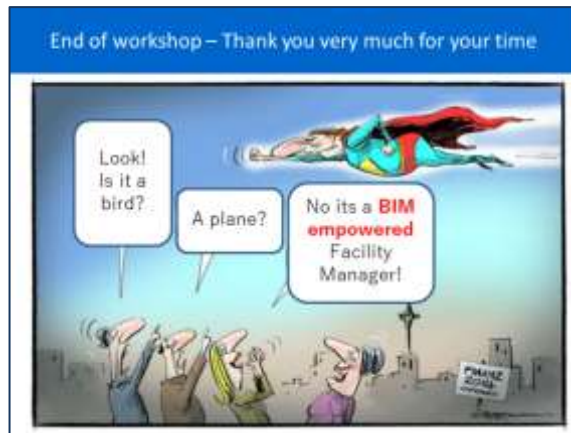 End of workshop – Thank you very much for your time
Look!
Is it a
bird?
A plane?
No its a BIM
empowered
Facility
Manager!